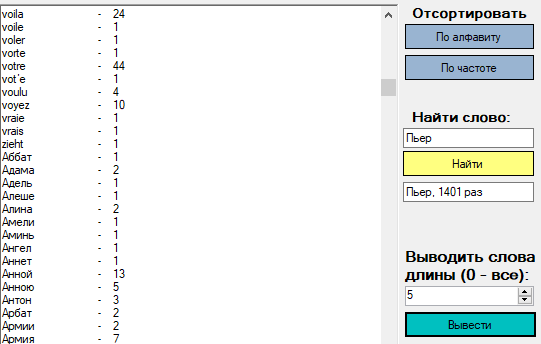 voila - 24
voile - 1
voler - 1
vorte - 1
votre - 44
vot'e - 1
voulu - 4
voyez - 10
vraie - 1
vrais - 1
zieht - 1
Аббат - 1
Адама - 2
Адель - 1
Алеше - 1
Алина - 2
Амели - 1
Аминь - 1
Ангел - 1
Аннет - 1
Анной - 13
Анною - 5
Антон - 3
Арбат - 2
Армии - 2
Армия - 7
Отсортировать
По алфавиту
По частоте
Найти слово:
Пьер
Найти
Пьер, 1401 раз
Выводить слова
длины (0 - все):
5
Вывести